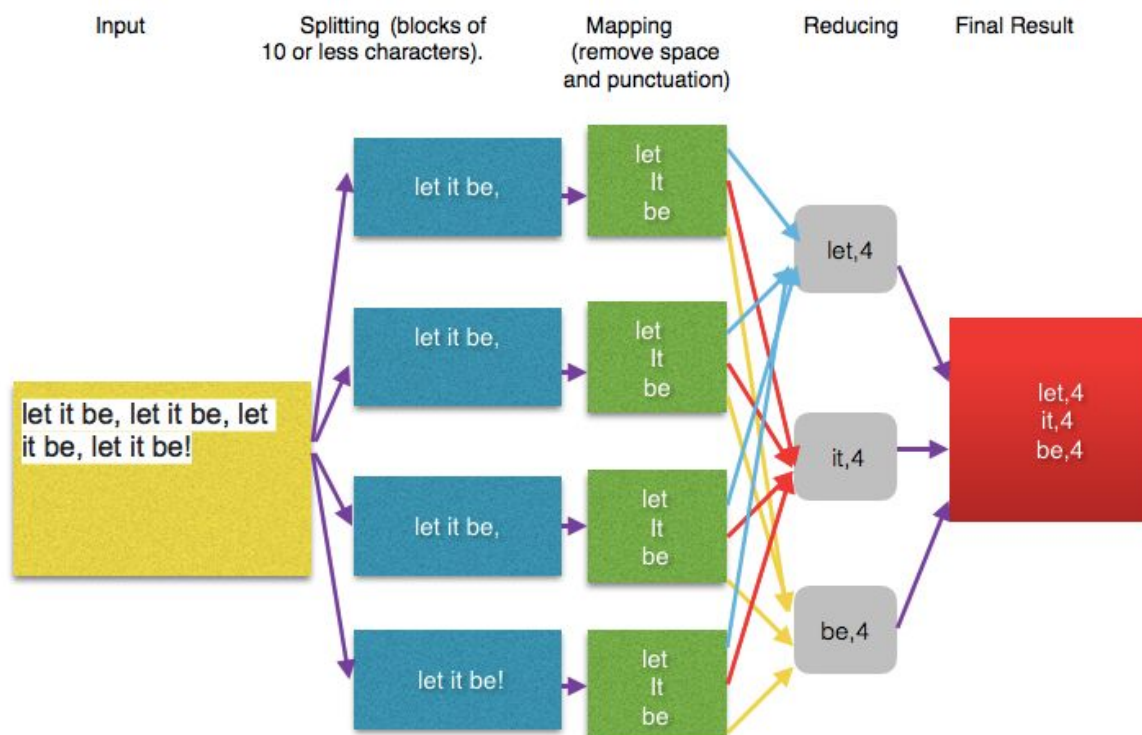 Input
Splitting (blocks of
10 or less characters).
Mapping
(remove space
and punctuation)
Reducing
Final Result
let it be, let it be, let
it be, let it be!
let it be,
let it be,
let it be,
let it be!
let
It
be
let
It
be
let
It
be
let
It
be
let,4
it,4
be,4
let,4
it,4
be,4